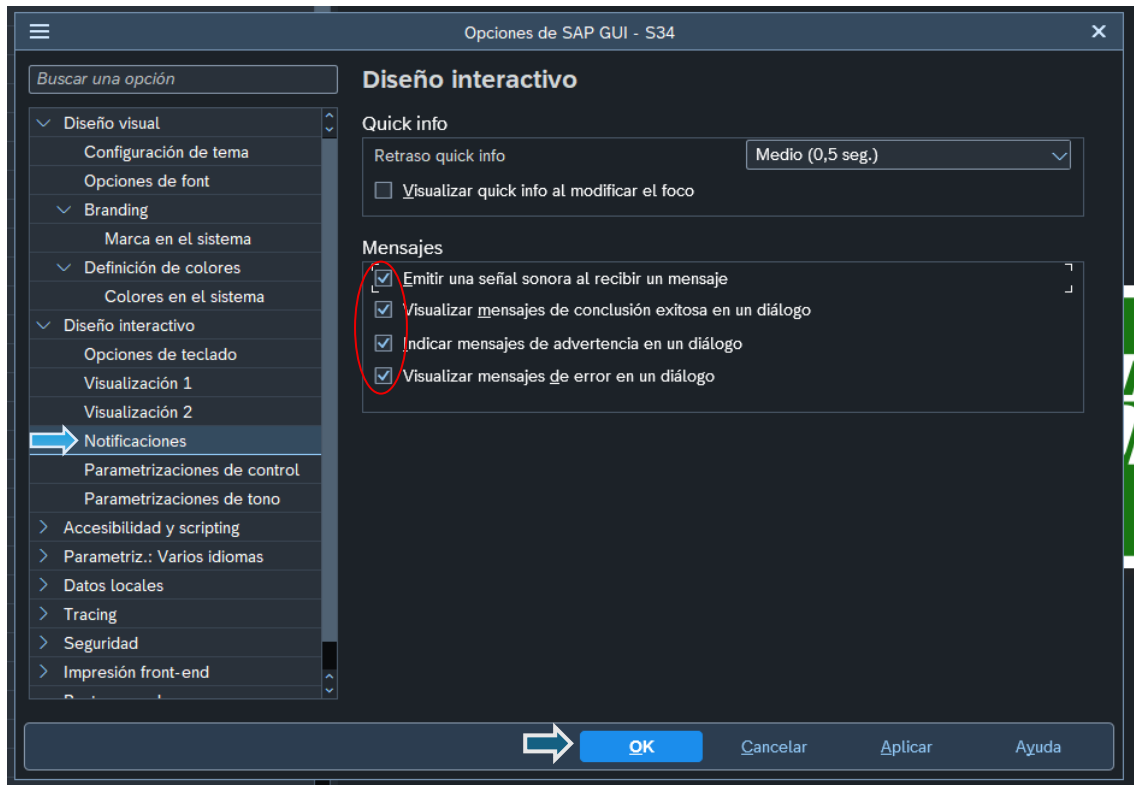 Opciones de SAP GUI - S34
Buscar una opción
Diseño visual
Configuración de tema
Opciones de font
Branding
Marca en el sistema
Definición de colores
Colores en el sistema
Diseño interactivo
Opciones de teclado
Visualización 1
Visualización 2
Notificaciones
Parametrizaciones de control
Parametrizaciones de tono
Accesibilidad y scripting
Parametriz.: Varios idiomas
Datos locales
Tracing
Seguridad
Impresión front-end
Diseño interactivo
Quick info
Retraso quick info Medio (0,5 seg.)
Visualizar quick info al modificar el foco
Mensajes
Emitir una señal sonora al recibir un mensaje
Visualizar mensajes de conclusión exitosa en un diálogo
Indicar mensajes de advertencia en un diálogo
Visualizar mensajes de error en un diálogo
OK Cancelar Aplicar Ayuda